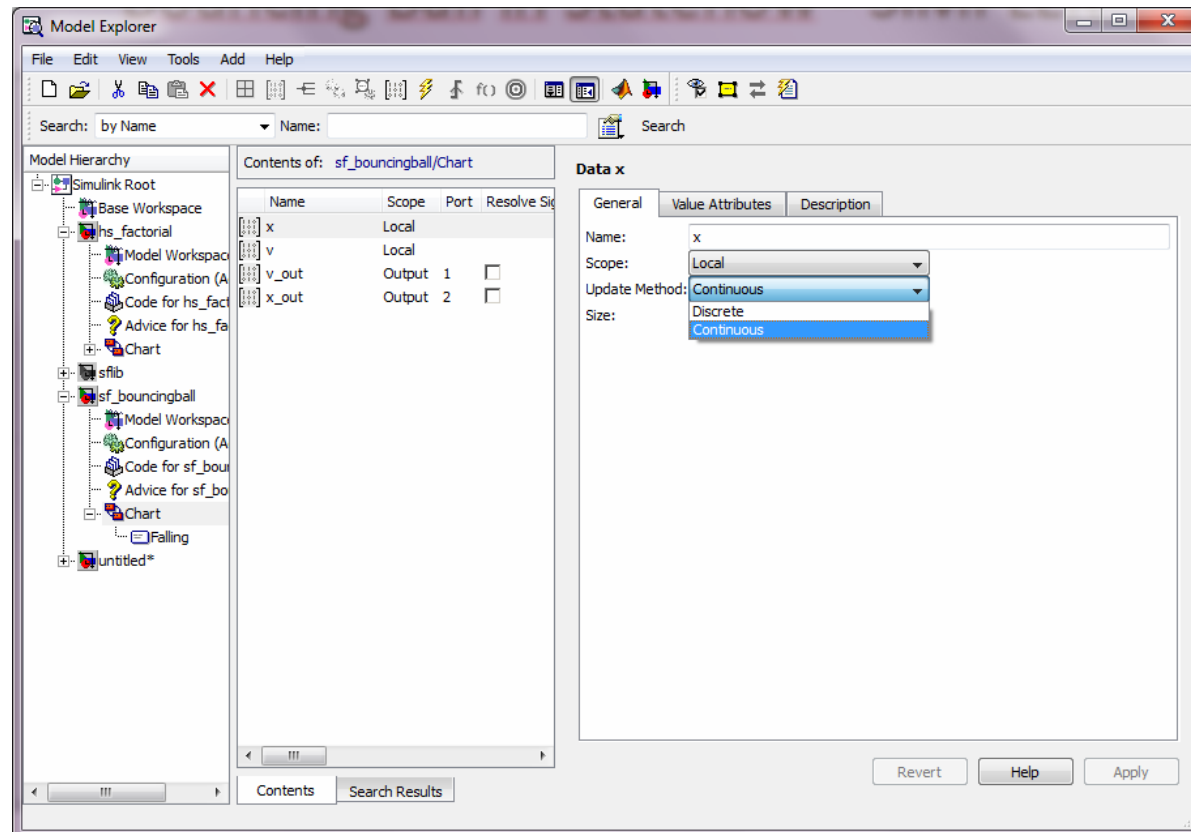 Model Explorer
File Edit View Tools Add Help
Search: by Name Name: Search
Model Hierarchy
Simulink Root
Base Workspace
hs_factorial
Model Workspac
Configuration (A
Code for hs_fact
Advice for hs_fa
Chart
sflib
sf_bouncingball
Model Workspac
Configuration (A
Code for sf_bour
Advice for sf_bo
Chart
Falling
untitled*
Contents of: sf_bouncingball/Chart
Name Scope Port Resolve Sig
x Local
v Local
v_out Output 1
x_out Output 2
Contents Search Results
Data x
General Value Attributes Description
Name: x
Scope: Local
Update Method: Continuous
Size: Discrete
Continuous
Revert Help Apply